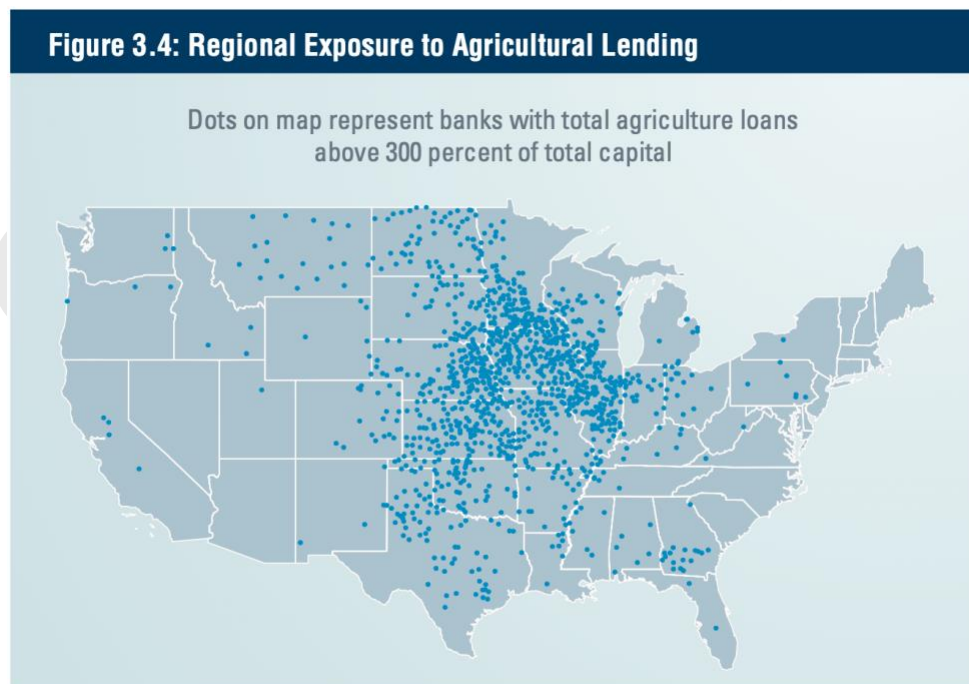 Figure 3.4: Regional Exposure to Agricultural Lending
Dots on map represent banks with total agriculture loans
above 300 percent of total capital